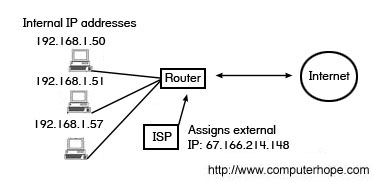 Internal IP addresses
192.168.1.50
192.168.1.51
192.168.1.57
Router
Internet
ISP
Assigns external
IP: 67.166.214.148
http://www.computerhope.com